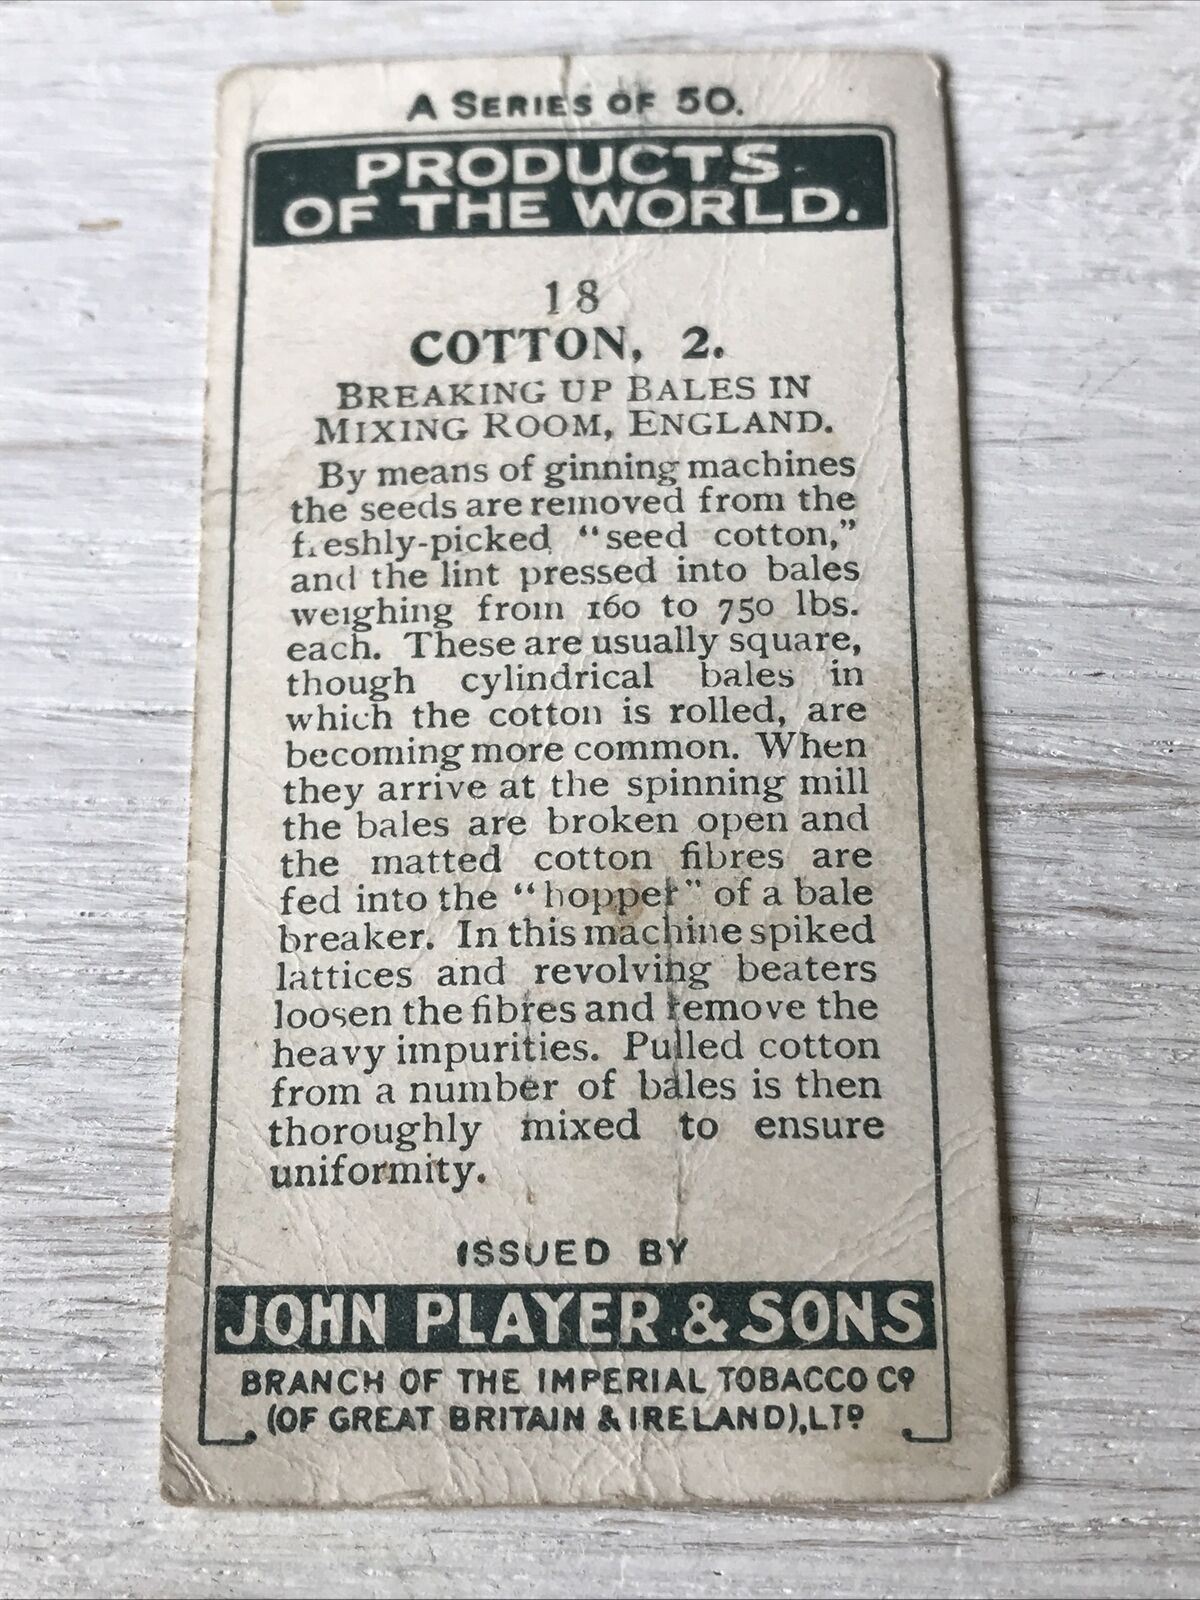 A SERIES OF 50.
PRODUCTS
OF THE WORLD.
18
COTTON, 2.
BREAKING UP BALES IN
MIXING ROOM, ENGLAND.
By means of ginning machines
the seeds are removed from the
freshly-picked "seed cotton,"
and the lint pressed into bales
weighing from 160 to 750 lbs.
each. These are usually square,
though cylindrical bales in
which the cotton is rolled, are
becoming more common. When
they arrive at the spinning mill
the bales are broken open and
the matted cotton fibres are
fed into the "hopper" of a bale
breaker. In this machine spiked
lattices and revolving beaters
loosen the fibres and remove the
heavy impurities. Pulled cotton
from a number of bales is then
thoroughly mixed to ensure
uniformity.
ISSUED BY
JOHN PLAYER & SONS
BRANCH OF THE IMPERIAL TOBACCO Cº
(OF GREAT BRITAIN & IRELAND), LTD